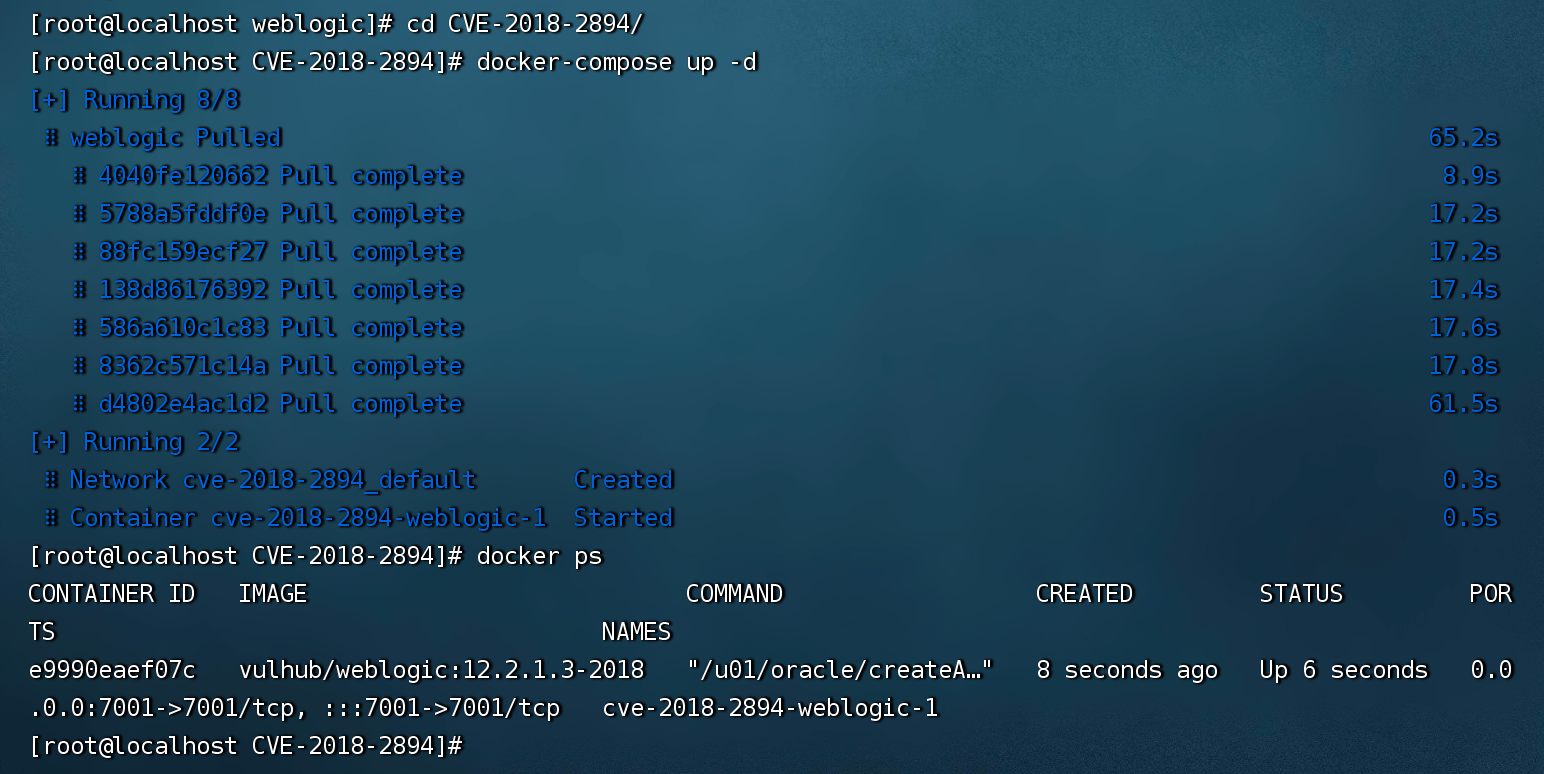 [root@localhost weblogic]# cd CVE-2018-2894/
[root@localhost CVE-2018-2894]# docker-compose up -d
[+] Running 8/8
⠿ weblogic Pulled 65.2s
⠿ 4040fe120662 Pull complete 8.9s
⠿ 5788a5fddf0e Pull complete 17.2s
⠿ 88fc159ecf27 Pull complete 17.2s
⠿ 138d86176392 Pull complete 17.4s
⠿ 586a610c1c83 Pull complete 17.6s
⠿ 8362c571c14a Pull complete 17.8s
⠿ d4802e4ac1d2 Pull complete 61.5s
[+] Running 2/2
⠿ Network cve-2018-2894_default Created 0.3s
⠿ Container cve-2018-2894-weblogic-1 Started 0.5s
[root@localhost CVE-2018-2894]# docker ps
CONTAINER ID IMAGE COMMAND CREATED STATUS POR
TS NAMES
e9990eaef07c vulhub/weblogic:12.2.1.3-2018 "/u01/oracle/createA…" 8 seconds ago Up 6 seconds 0.0
.0.0:7001->7001/tcp, :::7001->7001/tcp cve-2018-2894-weblogic-1
[root@localhost CVE-2018-2894]#